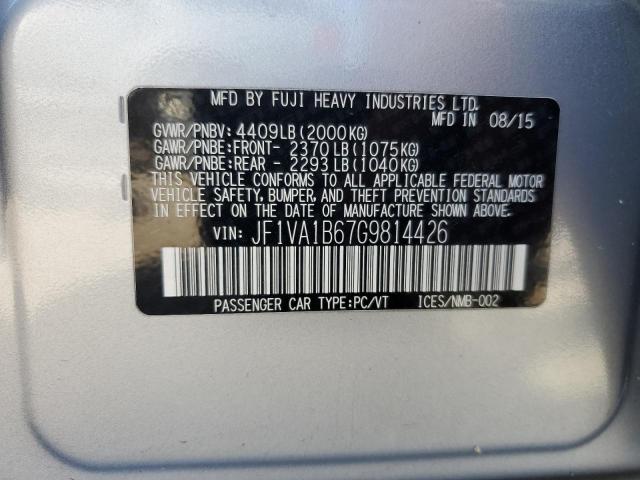 MFD BY FUJI HEAVY INDUSTRIES LTD.
MFD IN 08/15
GVWR/PNBV: 4409LB(2000KG)
GAWR/PNBE:FRONT- 2370LB(1075KG)
GAWR/PNBE:REAR - 2293LB(1040KG)
THIS VEHICLE CONFORMS TO ALL APPLICABLE FEDERAL MOTOR
VEHICLE SAFETY, BUMPER, AND THEFT PREVENTION STANDARDS
IN EFFECT ON THE DATE OF MANUFACTURE SHOWN ABOVE.
VIN: JF1VA1B67G9814426
PASSENGER CAR TYPE:PC/VT ICES/NMB-002